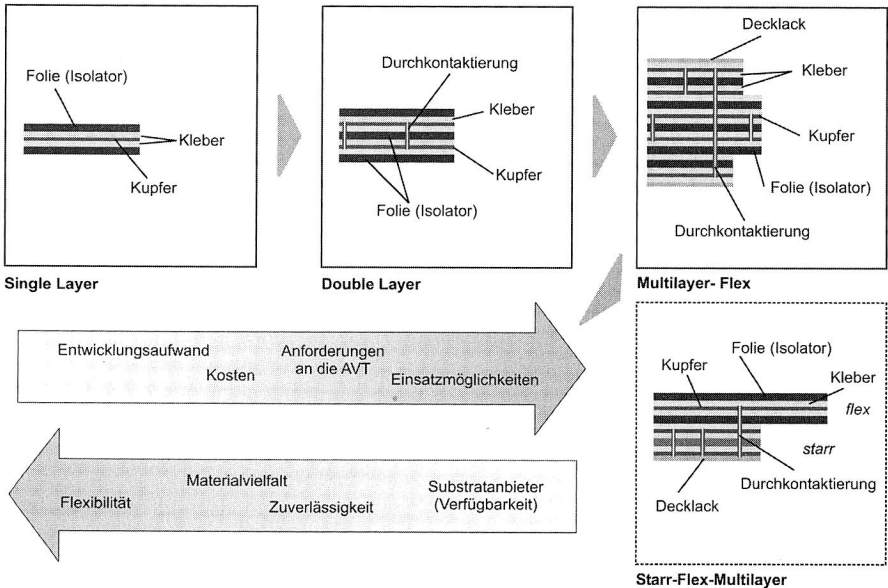 Folie (Isolator)
Kleber
Kupfer
Single Layer
Durchkontaktierung
Kleber
Kupfer
Folie (Isolator)
Double Layer
Decklack
Kleber
Kupfer
Folie (Isolator)
Durchkontaktierung
Multilayer- Flex
Entwicklungsaufwand
Kosten
Anforderungen
an die AVT
Einsatzmöglichkeiten
Flexibilität
Materialvielfalt
Zuverlässigkeit
Substratanbieter
(Verfügbarkeit)
Folie (Isolator)
Kupfer
Kleber
flex
starr
Durchkontaktierung
Decklack
Starr-Flex-Multilayer